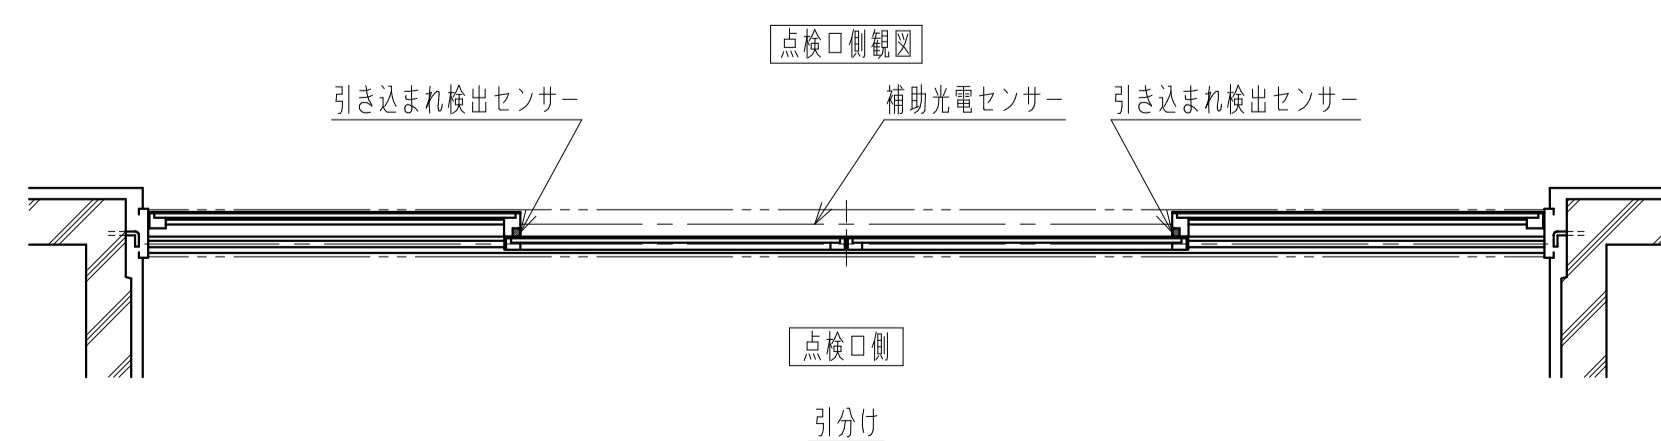 点検口側観図
引き込まれ検出センサー
補助光電センサー
引き込まれ検出センサー
点検口側
引分け